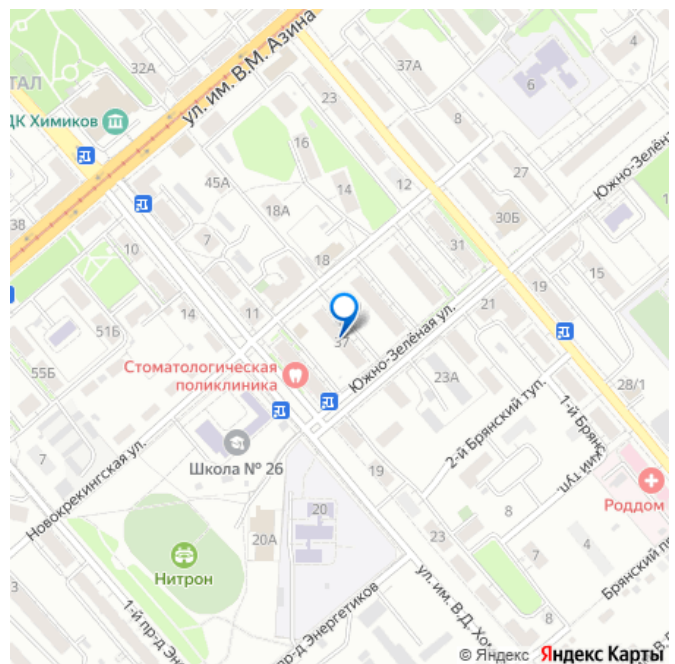 32А
37А
4
6
ТАЛ
ул. им. В.М. Азина
23
ДК Химиков
8
16
27
Южно-Зелёна
45А
14
12
18А
30Б
38
7
10
31
18
19
15
14
11
21
51Б
37
Южно-Зелёная ул.
Стоматологическая
поликлиника
55Б
23А
28/1
2-й Брянский туп.
1-й Брянский туп.
7
Новокрекингская ул.
Школа № 26
19
Роддом
20
8
20А
23
7
4
Нитрон
Брянский п
1-й пр-д Эне
пр-д Энергетиков
ул. им. В.Д. Хо
8
© Яндекс Яндекс Карты